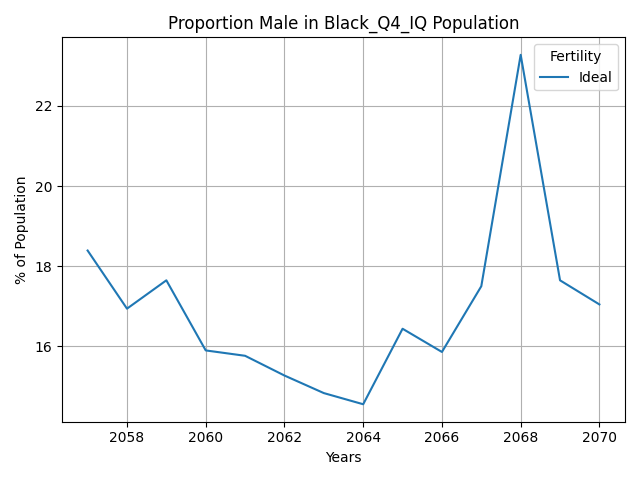 Proportion Male in Black_Q4_IQ Population
Fertility
Ideal
% of Population
22
20
18
16
2058 2060 2062 2064 2066 2068 2070
Years